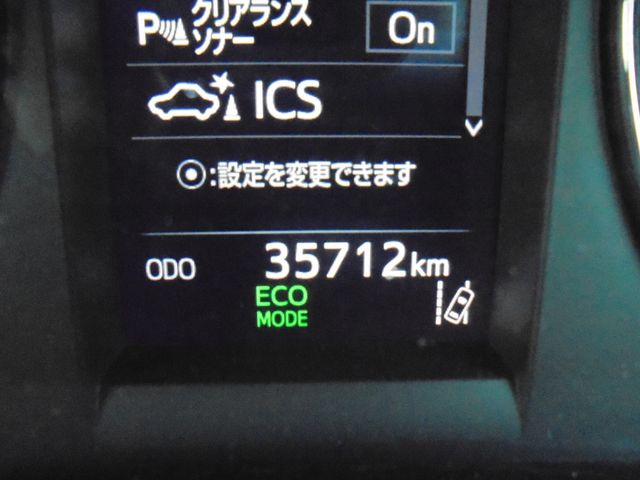 P クリアランス
ソナー On
ICS
⦿:設定を変更できます
ODO 35712km
ECO
MODE